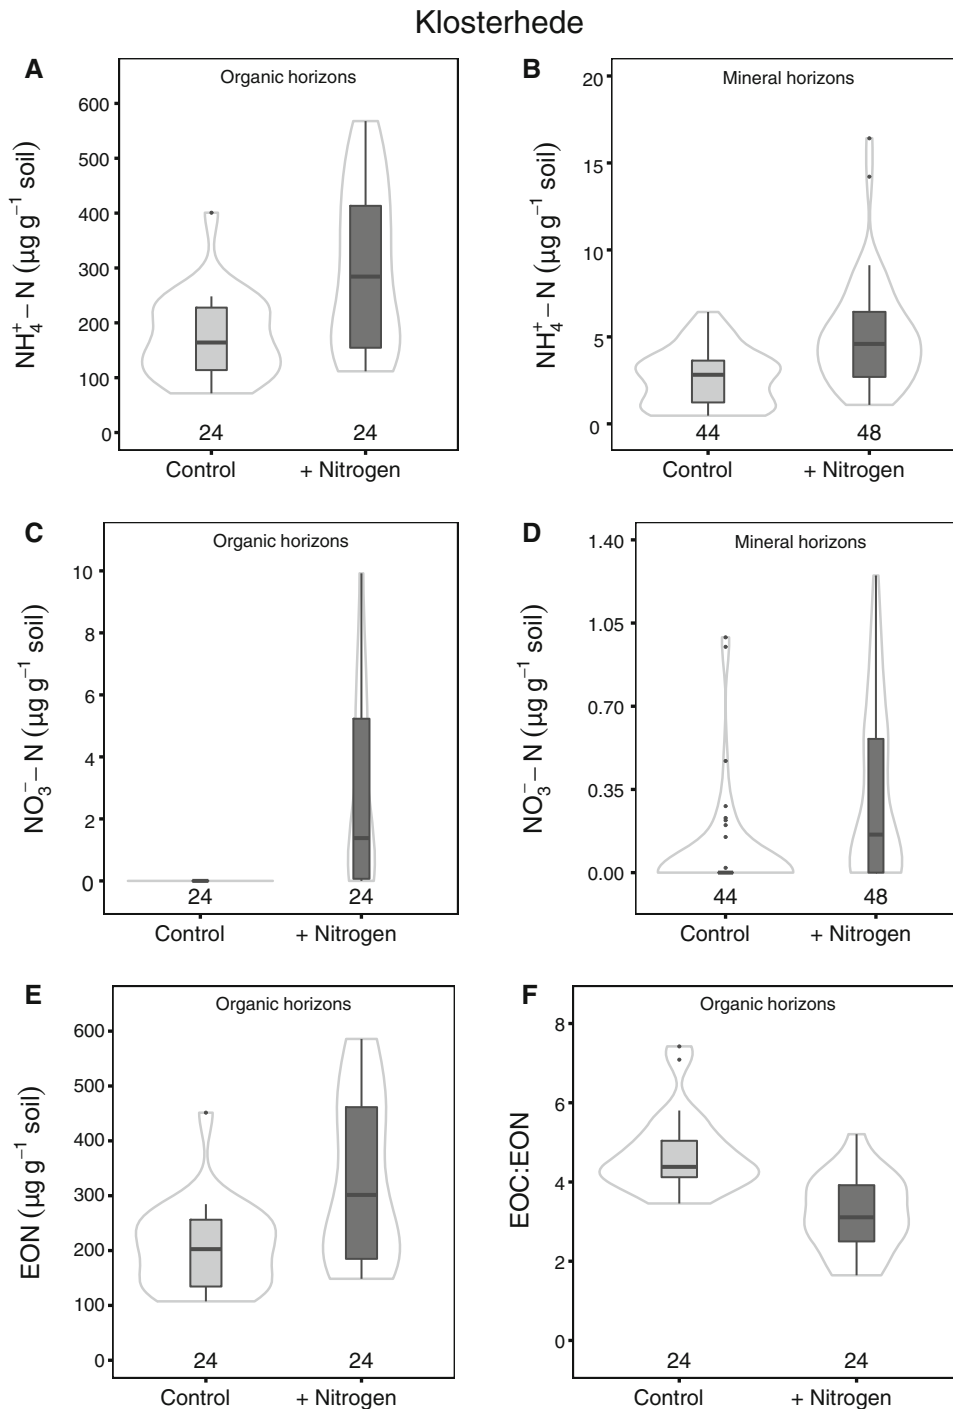 Klosterhede
A
Organic horizons
NH₄⁺ – N (µg g⁻¹ soil)
600
500
400
300
200
100
0
24
24
Control
+ Nitrogen
B
Mineral horizons
NH₄⁺ – N (µg g⁻¹ soil)
20
15
10
5
0
44
48
Control
+ Nitrogen
C
Organic horizons
NO₃⁻ – N (µg g⁻¹ soil)
10
8
6
4
2
0
24
24
Control
+ Nitrogen
D
Mineral horizons
NO₃⁻ – N (µg g⁻¹ soil)
1.40
1.05
0.70
0.35
0.00
44
48
Control
+ Nitrogen
E
Organic horizons
EON (µg g⁻¹ soil)
600
500
400
300
200
100
0
24
24
Control
+ Nitrogen
F
Organic horizons
EOC:EON
8
6
4
2
0
24
24
Control
+ Nitrogen